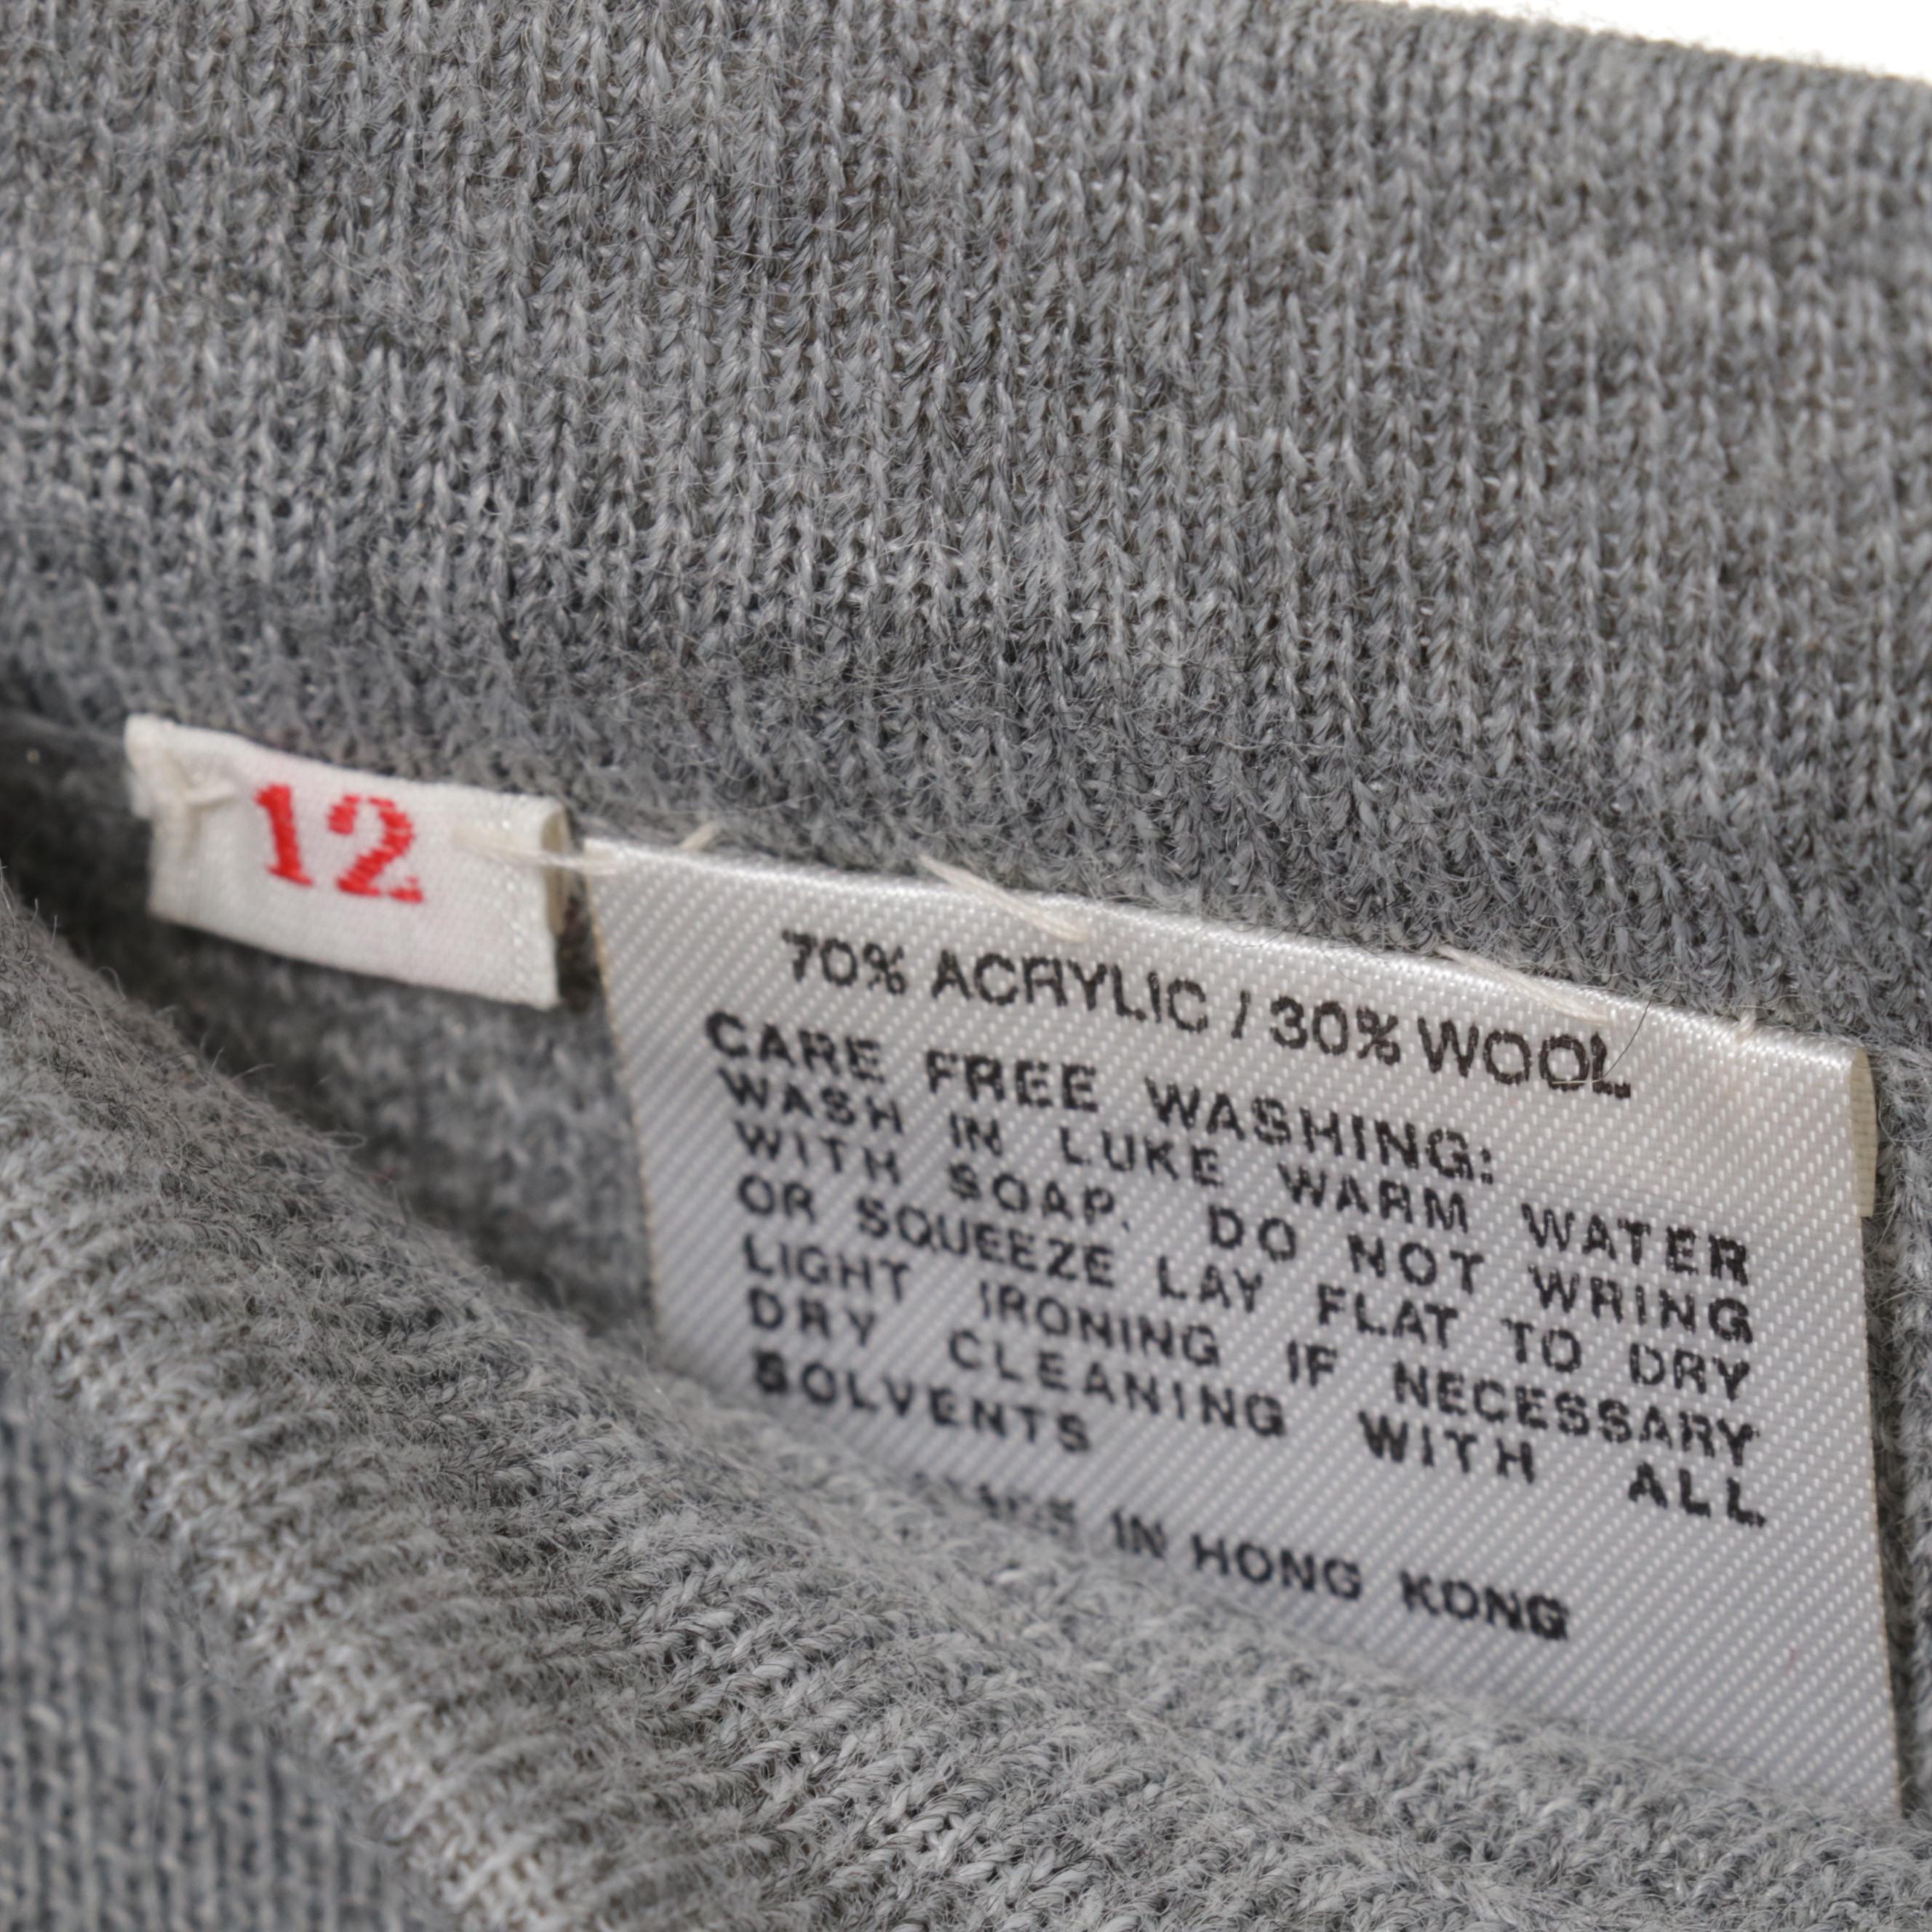 12
70% ACRYLIC / 30% WOOL
CARE FREE WASHING:
WASH IN LUKE WARM WATER
WITH SOAP. DO NOT WRING
OR SQUEEZE LAY FLAT TO DRY
LIGHT IRONING IF NECESSARY
DRY CLEANING WITH ALL
SOLVENTS
IN HONG KONG